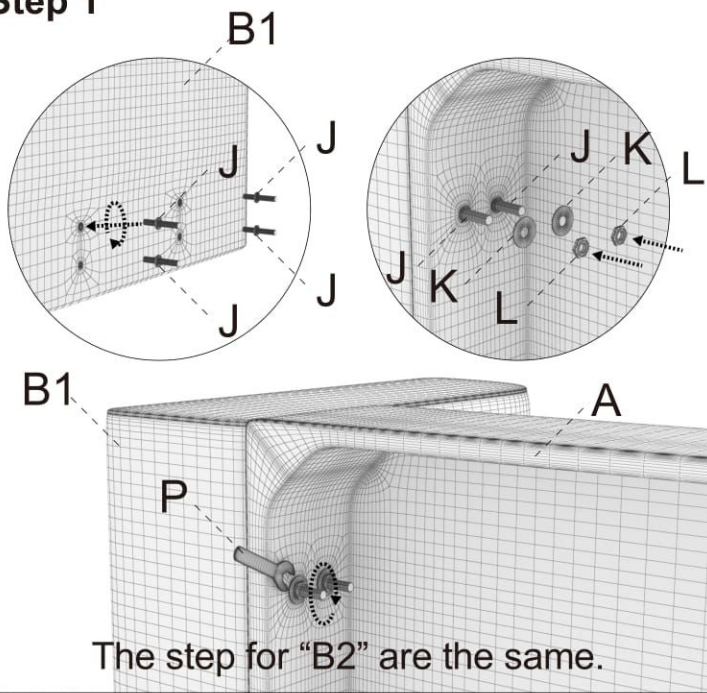 Step 1
B1
J
J
J
J
J
K
L
J
K
L
B1
A
P
The step for “B2” are the same.